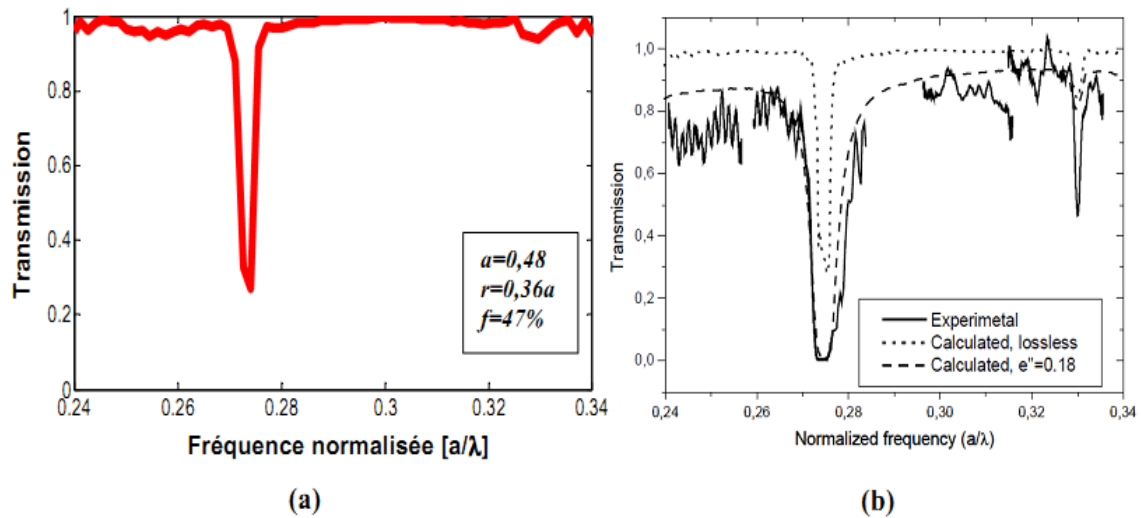 1
0.8
0.6
0.4
0.2
0
0.24
0.26
0.28
0.3
0.32
0.34
Transmission
Fréquence normalisée [a/λ]
a=0,48
r=0,36a
f=47%
(a)
1,0
0,8
0,6
0,4
0,2
0,0
0,24
0,26
0,28
0,30
0,32
0,34
Transmission
Normalized frequency (a/λ)
Experimetal
Calculated, lossless
Calculated, e"=0.18
(b)